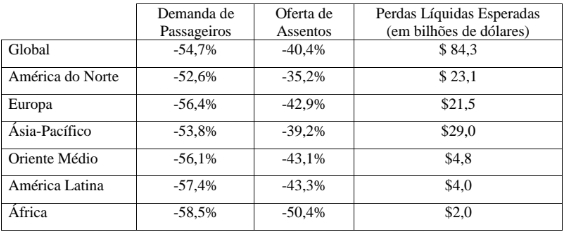 Demanda de Passageiros Oferta de Assentos Perdas Líquidas Esperadas (em bilhões de dólares)
Global -54,7% -40,4% $ 84,3
América do Norte -52,6% -35,2% $ 23,1
Europa -56,4% -42,9% $21,5
Ásia-Pacífico -53,8% -39,2% $29,0
Oriente Médio -56,1% -43,1% $4,8
América Latina -57,4% -43,3% $4,0
África -58,5% -50,4% $2,0